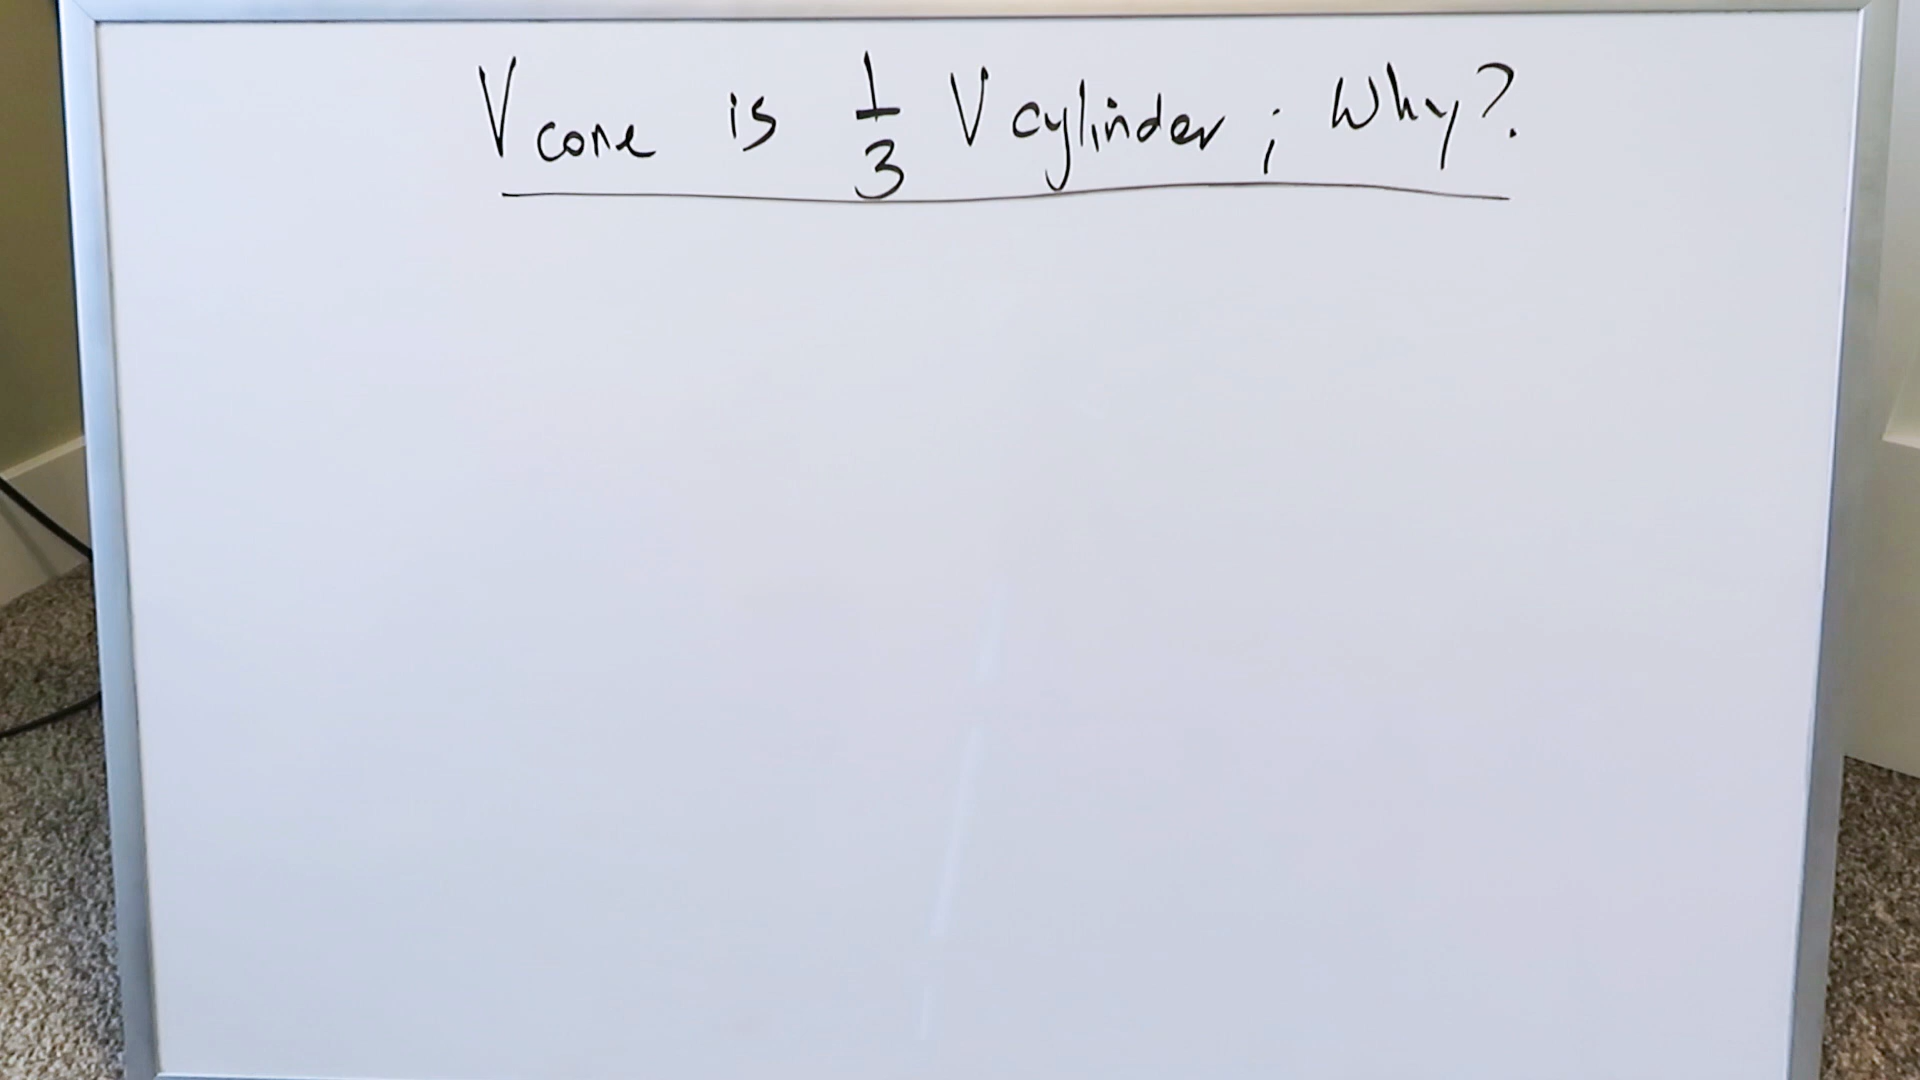 V cone is 1/3 V cylinder ; Why?